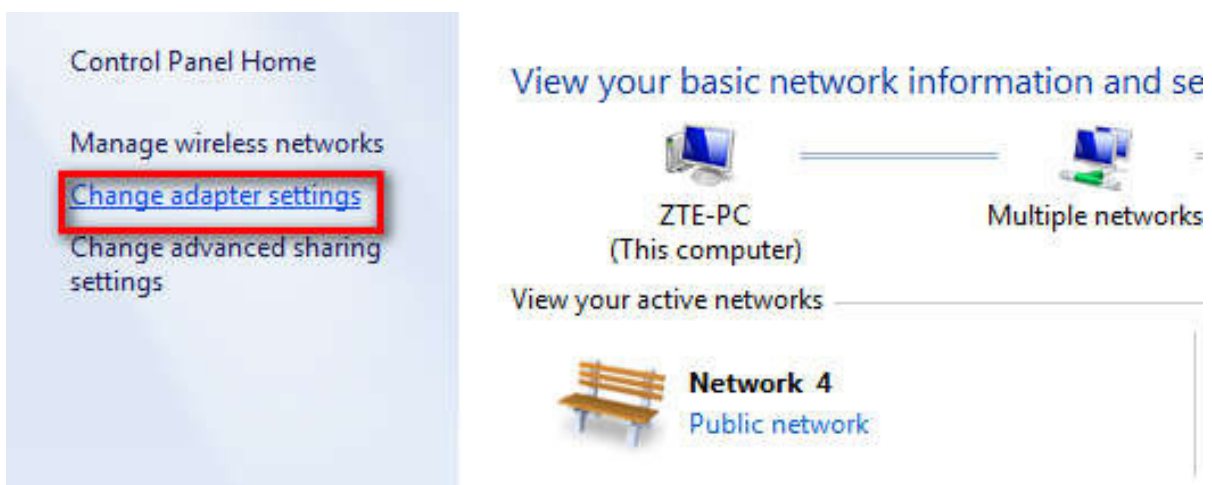 Control Panel Home
Manage wireless networks
Change adapter settings
Change advanced sharing
settings
View your basic network information and se
ZTE-PC
(This computer)
Multiple networks
View your active networks
Network 4
Public network